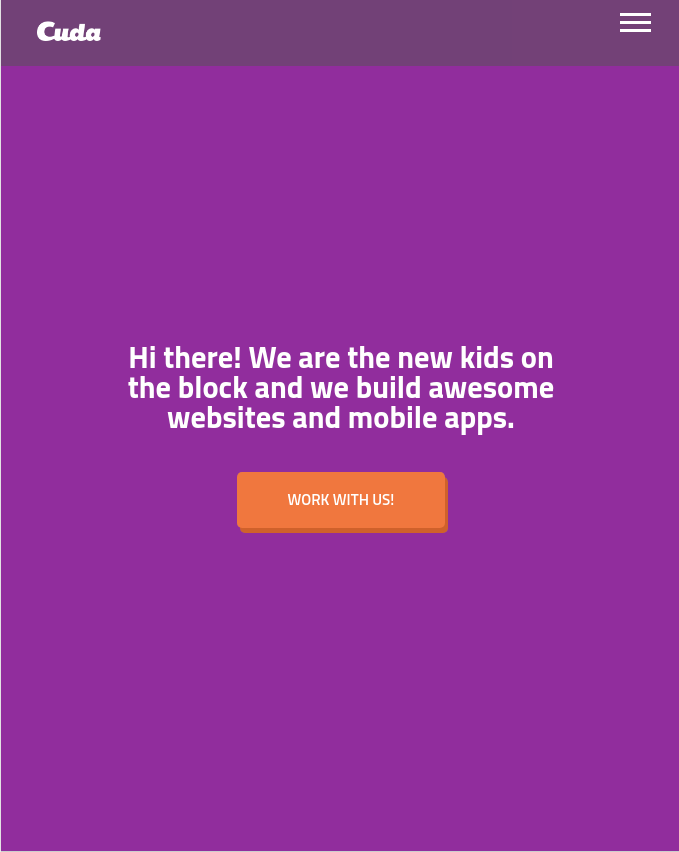 Cuda
Hi there! We are the new kids on
the block and we build awesome
websites and mobile apps.
WORK WITH US!